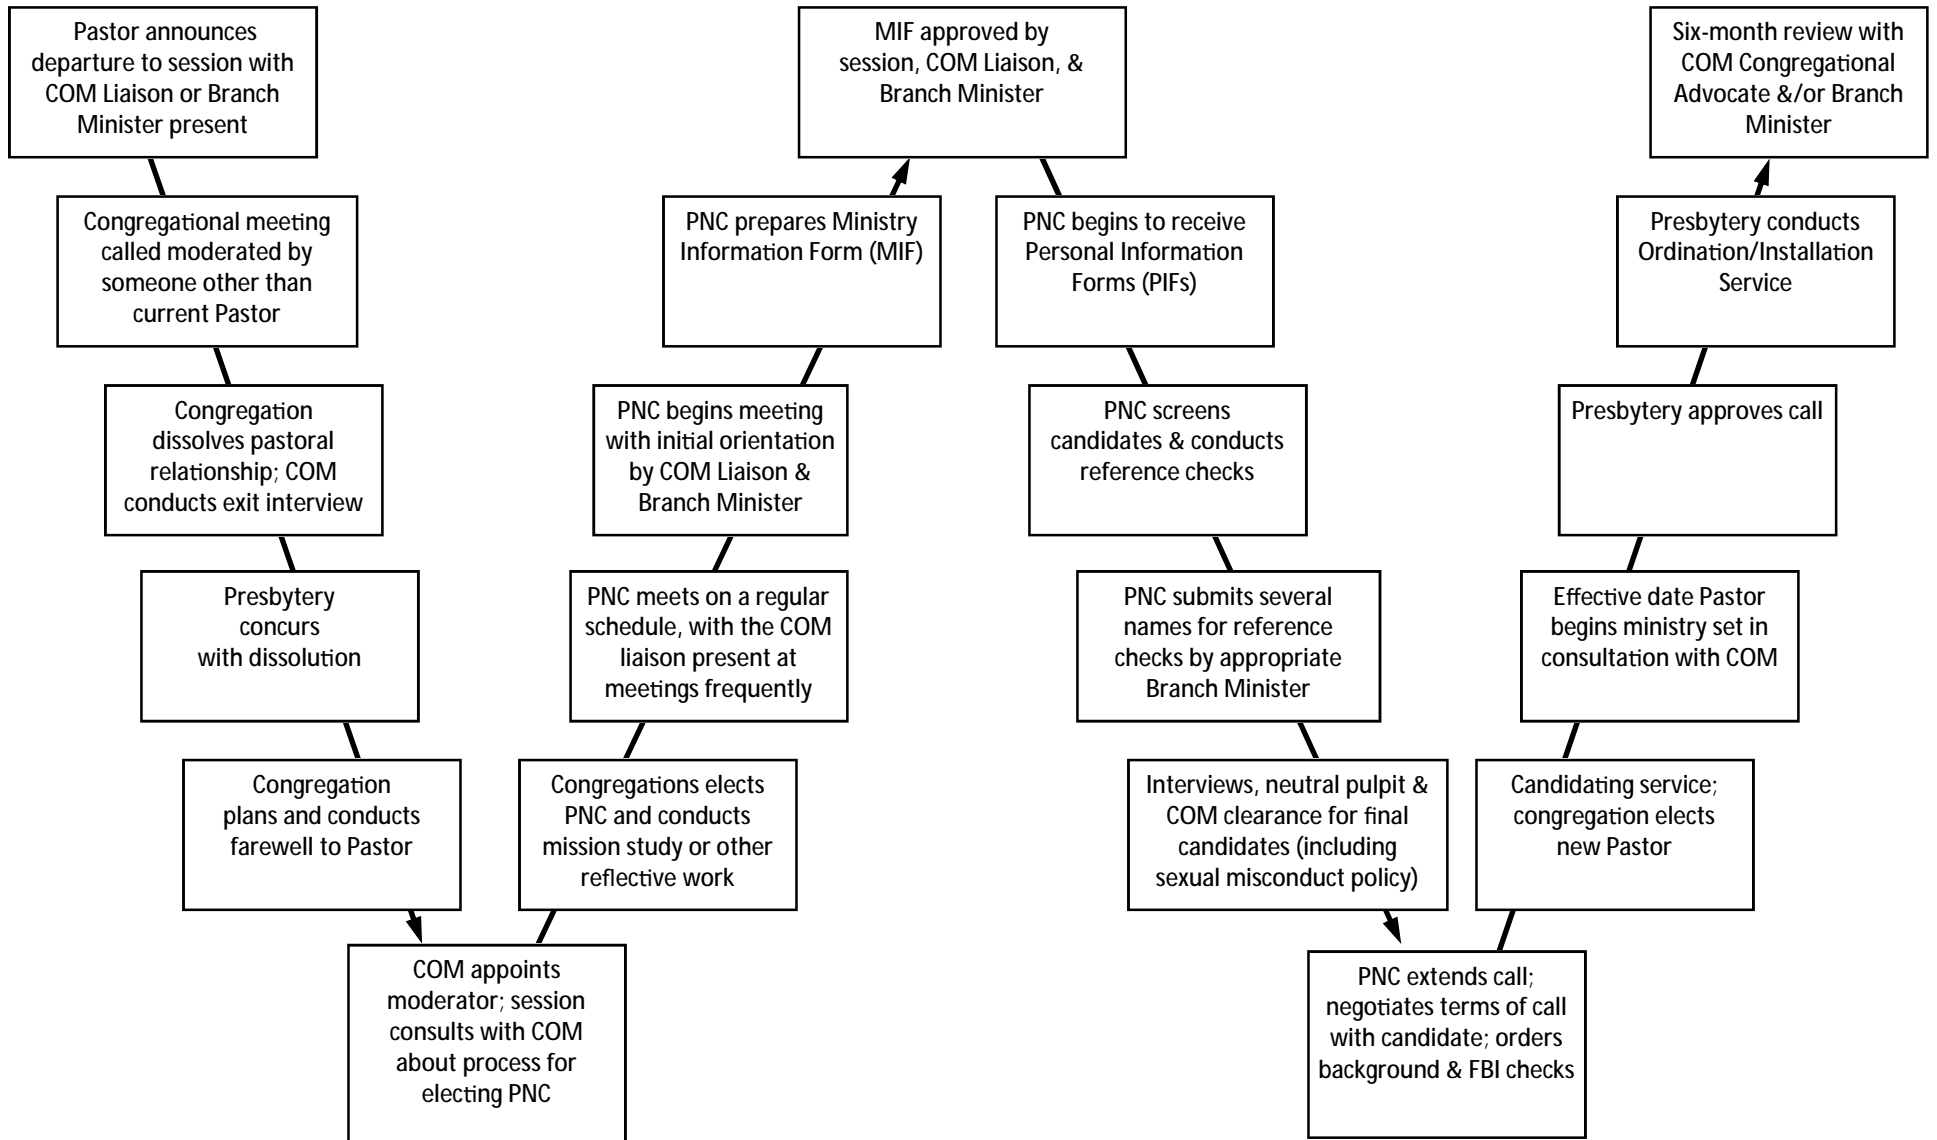 Pastor announces
departure to session with
COM Liaison or Branch
Minister present
Congregational meeting
called moderated by
someone other than
current Pastor
Congregation
dissolves pastoral
relationship; COM
conducts exit interview
Presbytery
concurs
with dissolution
Congregation
plans and conducts
farewell to Pastor
COM appoints
moderator; session
consults with COM
about process for
electing PNC
Congregations elects
PNC and conducts
mission study or other
reflective work
PNC meets on a regular
schedule, with the COM
liaison present at
meetings frequently
PNC begins meeting
with initial orientation
by COM Liaison &
Branch Minister
PNC prepares Ministry
Information Form (MIF)
MIF approved by
session, COM Liaison, &
Branch Minister
PNC begins to receive
Personal Information
Forms (PIFs)
PNC screens
candidates & conducts
reference checks
PNC submits several
names for reference
checks by appropriate
Branch Minister
Interviews, neutral pulpit &
COM clearance for final
candidates (including
sexual misconduct policy)
PNC extends call;
negotiates terms of call
with candidate; orders
background & FBI checks
Candidating service;
congregation elects
new Pastor
Effective date Pastor
begins ministry set in
consultation with COM
Presbytery approves call
Presbytery conducts
Ordination/Installation
Service
Six-month review with
COM Congregational
Advocate &/or Branch
Minister